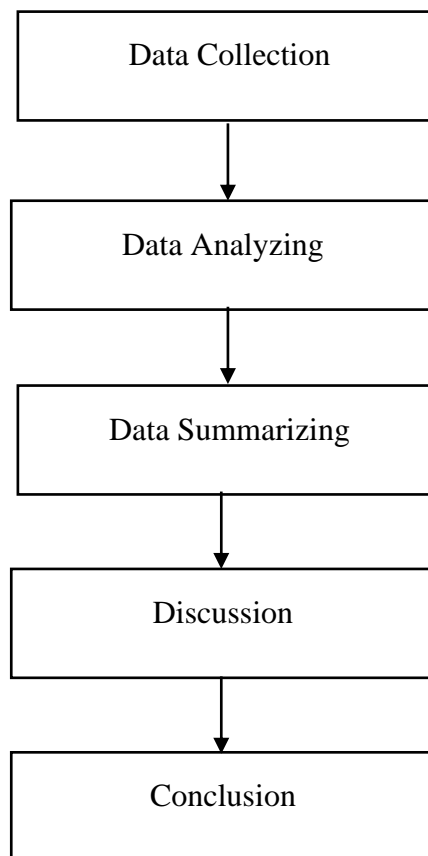 Data Collection
Data Analyzing
Data Summarizing
Discussion
Conclusion